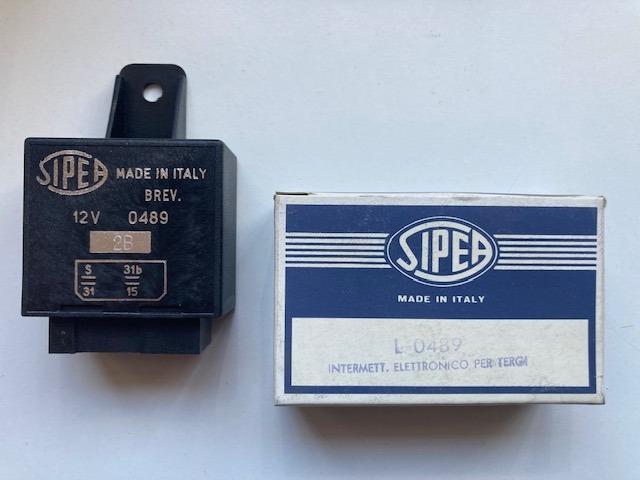 SIPEA MADE IN ITALY
BREV.
12V 0489
2B
S 31b
31 15
SIPEA
MADE IN ITALY
L 0489
INTERMETT. ELETTRONICO PER TERGI